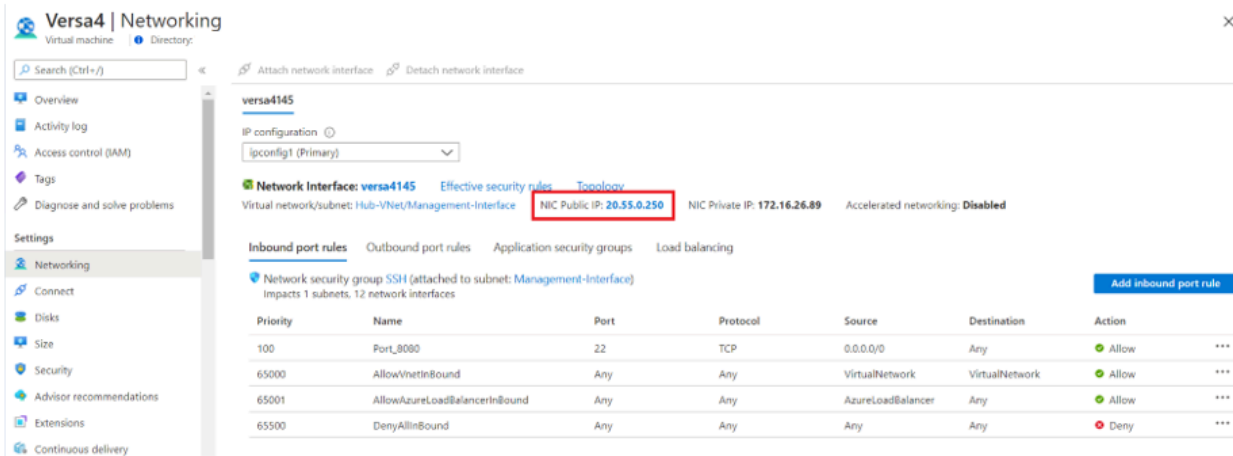 Versa4 | Networking
Virtual machine Directory:
Search (Ctrl+/)
Overview
Activity log
Access control (IAM)
Tags
Diagnose and solve problems
Settings
Networking
Connect
Disks
Size
Security
Advisor recommendations
Extensions
Continuous delivery
Attach network interface Detach network interface
versa4145
IP configuration
ipconfig1 (Primary)
Network Interface: versa4145 Effective security rules Topology
Virtual network/subnet: Hub-VNet/Management-Interface NIC Public IP: 20.55.0.250 NIC Private IP: 172.16.26.89 Accelerated networking: Disabled
Inbound port rules Outbound port rules Application security groups Load balancing
Network security group SSH (attached to subnet: Management-Interface)
Impacts 1 subnets, 12 network interfaces
Add inbound port rule
Priority Name Port Protocol Source Destination Action
100 Port_8080 22 TCP 0.0.0.0/0 Any Allow
65000 AllowVnetInBound Any Any VirtualNetwork VirtualNetwork Allow
65001 AllowAzureLoadBalancerInBound Any Any AzureLoadBalancer Any Allow
65500 DenyAllInBound Any Any Any Any Deny